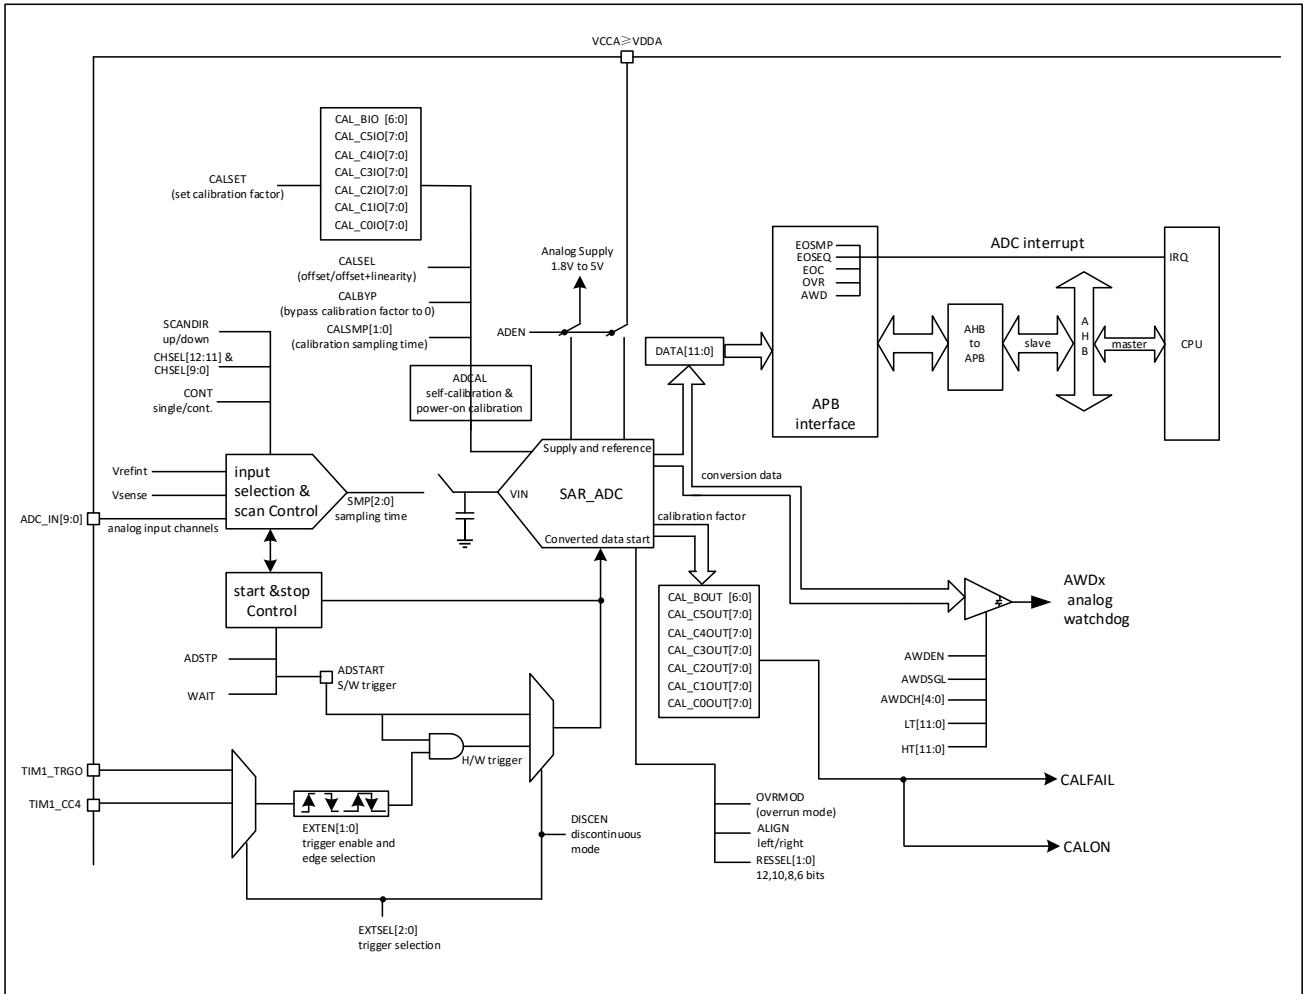 VCCA≥VDDA
CAL_BIO [6:0]
CAL_C5IO[7:0]
CAL_C4IO[7:0]
CAL_C3IO[7:0]
CAL_C2IO[7:0]
CAL_C1IO[7:0]
CAL_C0IO[7:0]
CALSET
(set calibration factor)
CALSEL
(offset/offset+linearity)
CALBYP
(bypass calibration factor to 0)
CALSMP[1:0]
(calibration sampling time)
ADCAL
self-calibration &
power-on calibration
Analog Supply
1.8V to 5V
ADEN
SCANDIR
up/down
CHSEL[12:11] &
CHSEL[9:0]
CONT
single/cont.
Vrefint
Vsense
ADC_IN[9:0]
analog input channels
input
selection &
scan Control
SMP[2:0]
sampling time
VIN
Supply and reference
SAR_ADC
Converted data start
DATA[11:0]
EOSMP
EOSEQ
EOC
OVR
AWD
APB
interface
ADC interrupt
IRQ
AHB
to
APB
slave
A
H
B
master
CPU
conversion data
calibration factor
CAL_BOUT [6:0]
CAL_C5OUT[7:0]
CAL_C4OUT[7:0]
CAL_C3OUT[7:0]
CAL_C2OUT[7:0]
CAL_C1OUT[7:0]
CAL_C0OUT[7:0]
AWDx
analog
watchdog
AWDEN
AWDSGL
AWDCH[4:0]
LT[11:0]
HT[11:0]
start &stop
Control
ADSTP
WAIT
ADSTART
S/W trigger
H/W trigger
TIM1_TRGO
TIM1_CC4
EXTEN[1:0]
trigger enable and
edge selection
DISCEN
discontinuous
mode
EXTSEL[2:0]
trigger selection
OVRMOD
(overrun mode)
ALIGN
left/right
RESSEL[1:0]
12,10,8,6 bits
CALFAIL
CALON